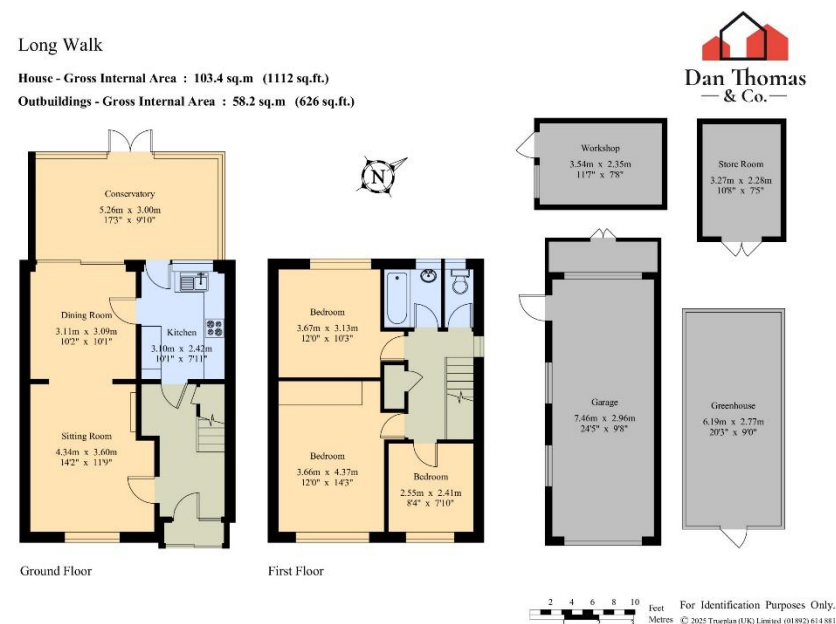 Long Walk
House - Gross Internal Area : 103.4 sq.m (1112 sq.ft.)
Outbuildings - Gross Internal Area : 58.2 sq.m (626 sq.ft.)
Dan Thomas
& Co.
Conservatory
5.26m x 3.00m
17'3" x 9'10"
N
Workshop
3.54m x 2.35m
11'7" x 7'8"
Store Room
3.27m x 2.28m
10'8" x 7'5"
Dining Room
3.11m x 3.09m
10'2" x 10'1"
Kitchen
3.10m x 2.42m
10'1" x 7'11"
Bedroom
3.67m x 3.13m
12'0" x 10'3"
Sitting Room
4.34m x 3.60m
14'2" x 11'9"
Bedroom
3.66m x 4.37m
12'0" x 14'3"
Bedroom
2.55m x 2.41m
8'4" x 7'10"
Garage
7.46m x 2.96m
24'5" x 9'8"
Greenhouse
6.19m x 2.77m
20'3" x 9'0"
Ground Floor
First Floor
2 4 6 8 10
Feet
Metres
For Identification Purposes Only.
© 2025 Trueplan (UK) Limited (01892) 614 881